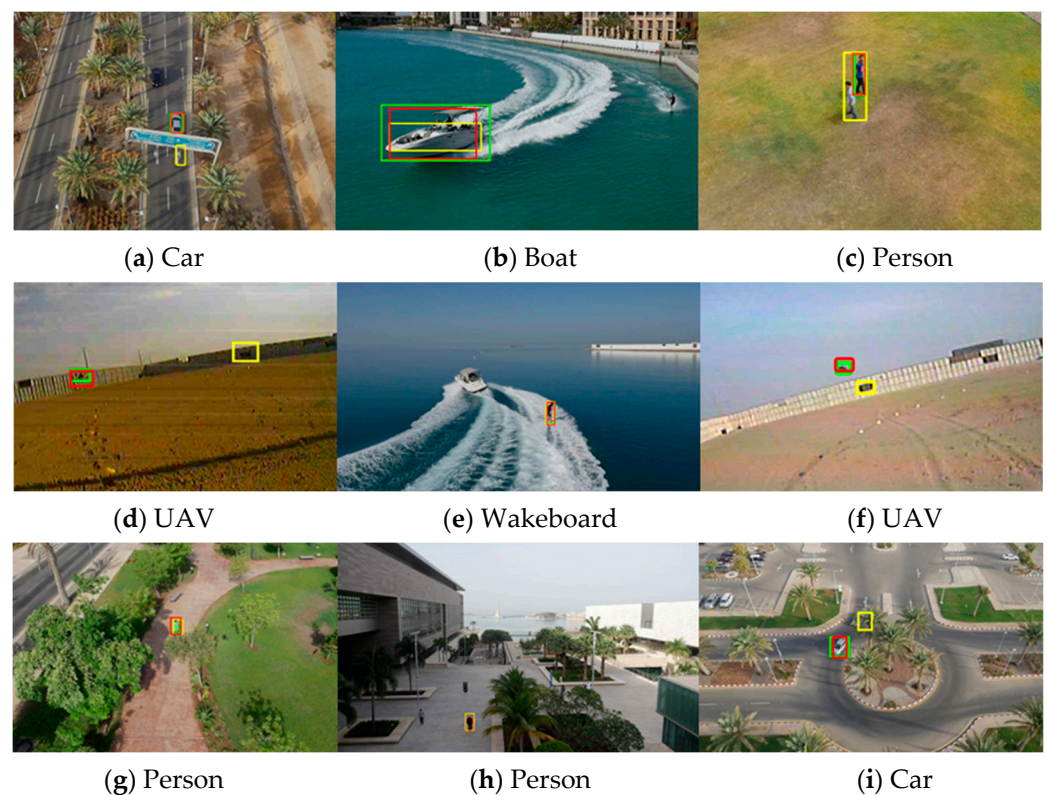 (a) Car
(b) Boat
(c) Person
(d) UAV
(e) Wakeboard
(f) UAV
(g) Person
(h) Person
(i) Car